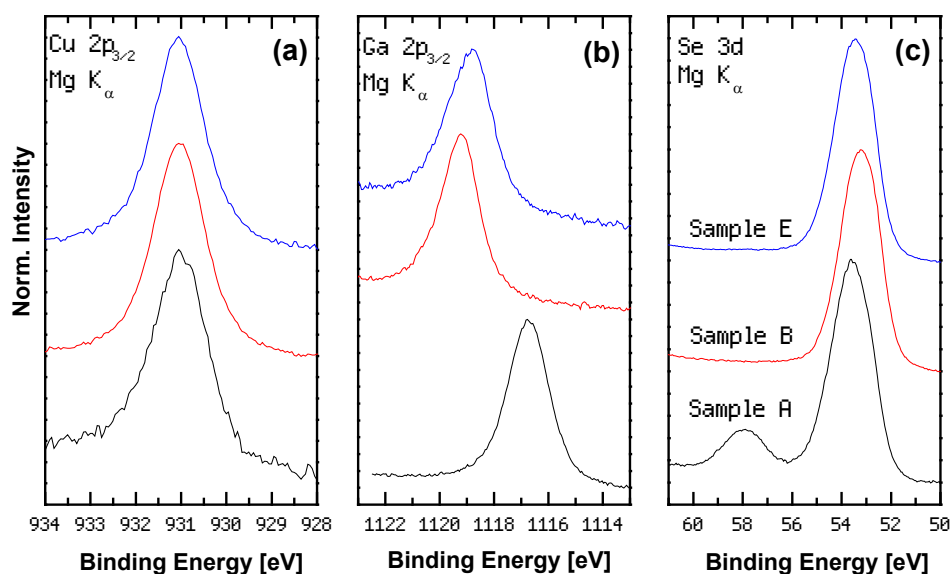 Norm. Intensity
Cu 2p3/2
Mg Kα
(a)
934 933 932 931 930 929 928
Binding Energy [eV]
Ga 2p3/2
Mg Kα
(b)
1122 1120 1118 1116 1114
Binding Energy [eV]
Se 3d
Mg Kα
(c)
Sample E
Sample B
Sample A
60 58 56 54 52 50
Binding Energy [eV]